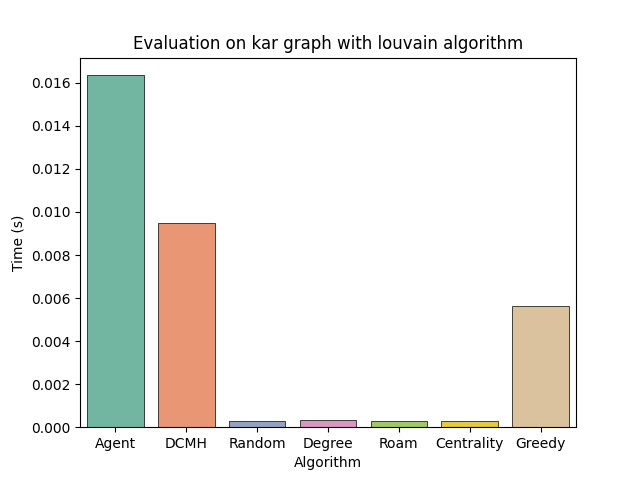 Evaluation on kar graph with louvain algorithm
0.016
0.014
0.012
0.010
0.008
0.006
0.004
0.002
0.000
Time (s)
Agent DCMH Random Degree Roam Centrality Greedy
Algorithm